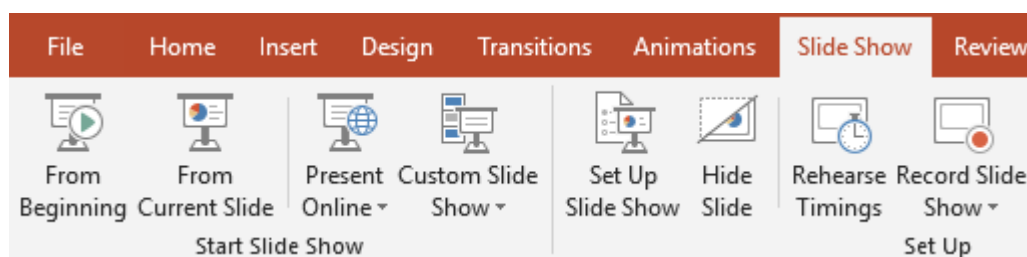 File Home Insert Design Transitions Animations Slide Show Review
From Beginning
From Current Slide
Present Online
Custom Slide Show
Set Up Slide Show
Hide Slide
Rehearse Timings
Record Slide Show
Start Slide Show
Set Up